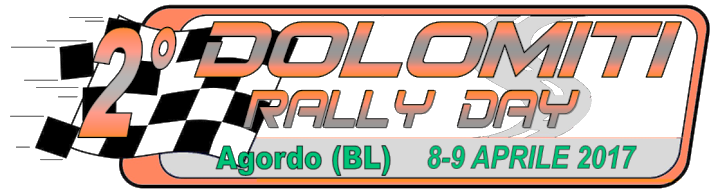 2° DOLOMITI
RALLY DAY
Agordo (BL) 8-9 APRILE 2017